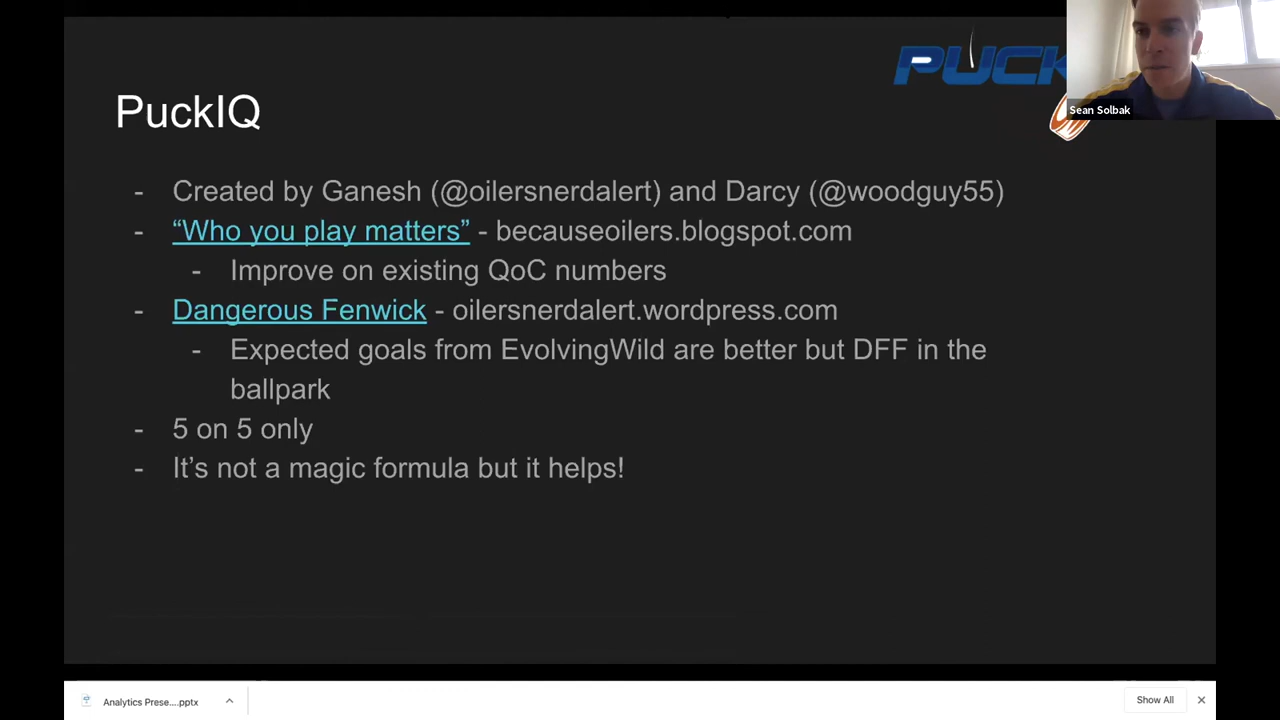 PUCK
Sean Solbak
PuckIQ
- Created by Ganesh (@oilersnerdalert) and Darcy (@woodguy55)
- “Who you play matters” - becauseoilers.blogspot.com
- Improve on existing QoC numbers
- Dangerous Fenwick - oilersnerdalert.wordpress.com
- Expected goals from EvolvingWild are better but DFF in the
ballpark
- 5 on 5 only
- It’s not a magic formula but it helps!
Analytics Prese....pptx
Show All